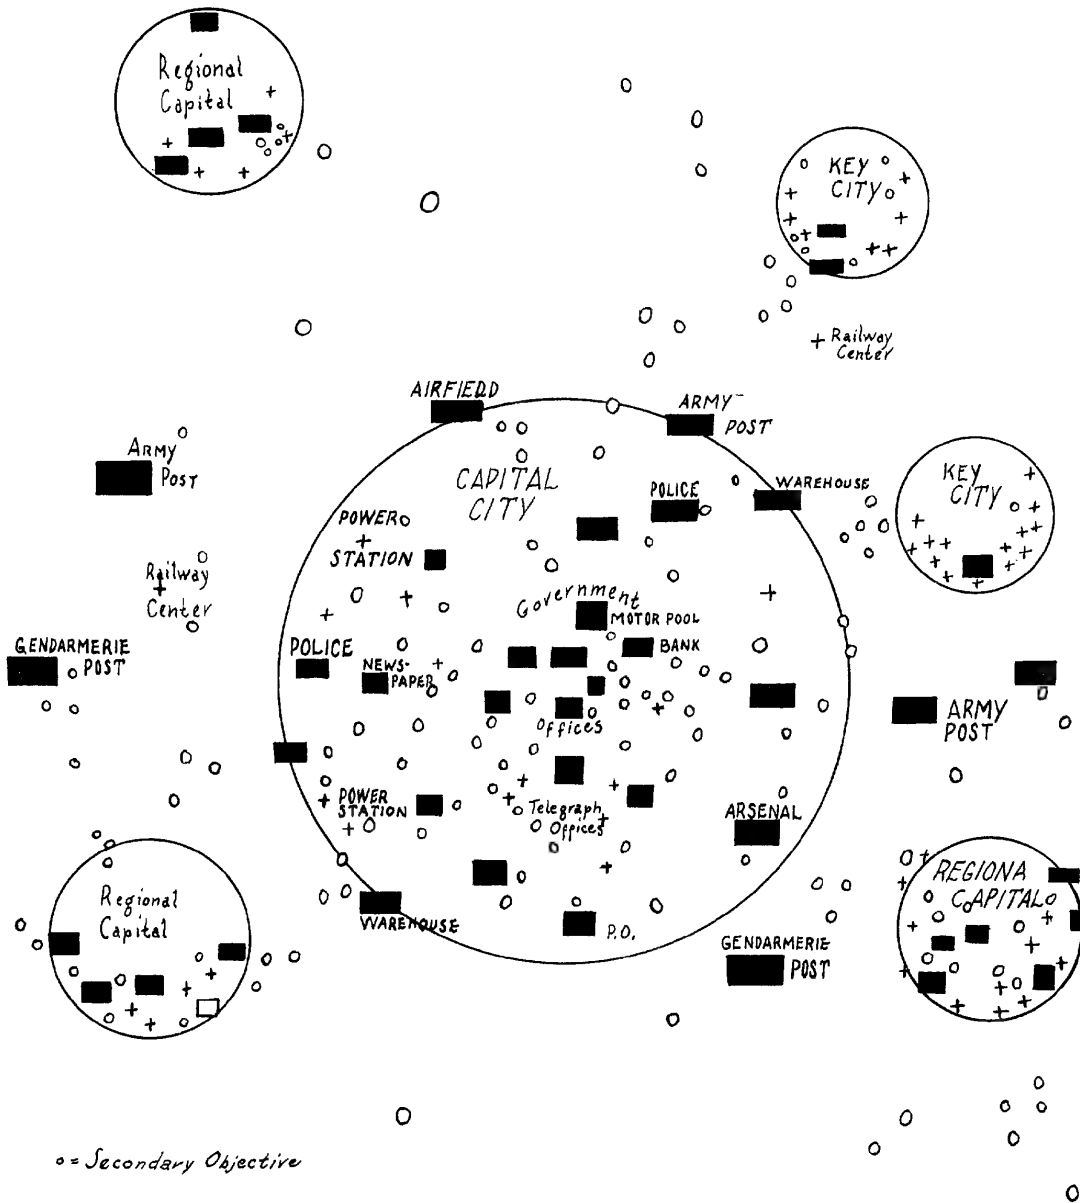 Regional
Capital
KEY
CITY
+ Railway
Center
AIRFIEDD
ARMY
POST
ARMY
POST
CAPITAL
CITY
POLICE
WAREHOUSE
KEY
CITY
POWER
STATION
Railway
Center
Government
MOTOR POOL
BANK
GENDARMERIE
POST
POLICE
NEWS-
PAPER
Offices
ARMY
POST
POWER
STATION
Telegraph
Offices
ARSENAL
Regional
Capital
REGIONA
CAPITAL
WAREHOUSE
P.O.
GENDARMERIE
POST
o = Secondary Objective